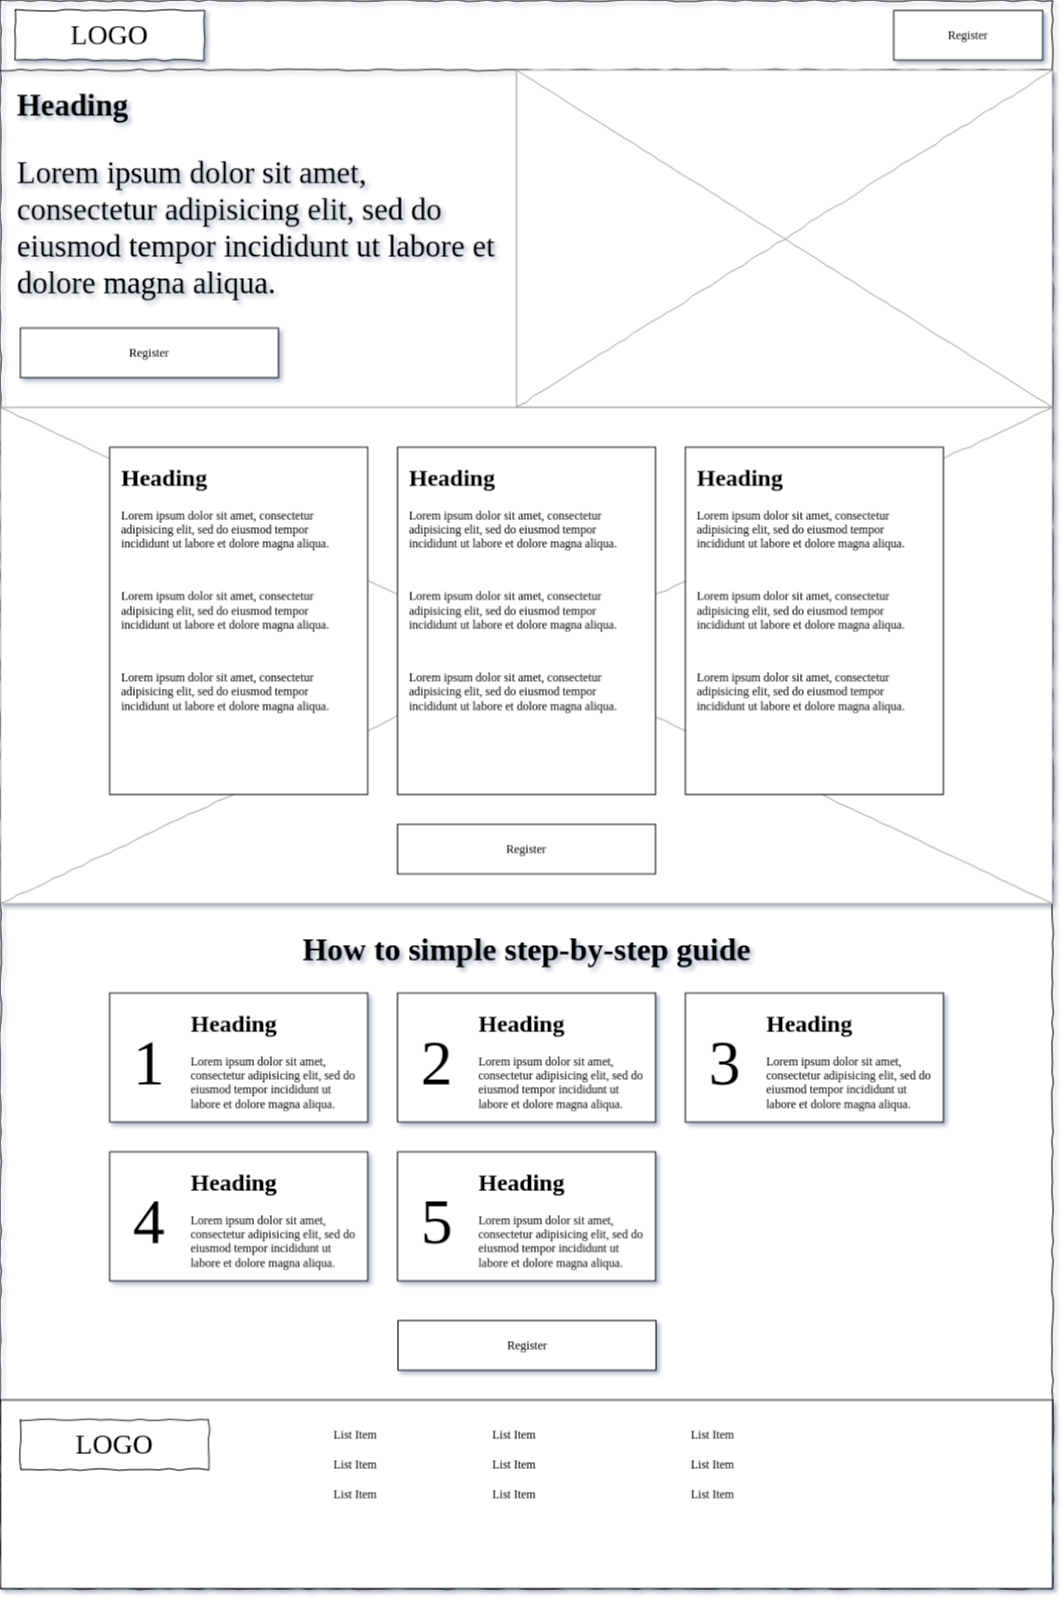 LOGO
Register
Heading
Lorem ipsum dolor sit amet,
consectetur adipisicing elit, sed do
eiusmod tempor incididunt ut labore et
dolore magna aliqua.
Register
Heading
Lorem ipsum dolor sit amet, consectetur
adipisicing elit, sed do eiusmod tempor
incididunt ut labore et dolore magna aliqua.
Lorem ipsum dolor sit amet, consectetur
adipisicing elit, sed do eiusmod tempor
incididunt ut labore et dolore magna aliqua.
Lorem ipsum dolor sit amet, consectetur
adipisicing elit, sed do eiusmod tempor
incididunt ut labore et dolore magna aliqua.
Heading
Lorem ipsum dolor sit amet, consectetur
adipisicing elit, sed do eiusmod tempor
incididunt ut labore et dolore magna aliqua.
Lorem ipsum dolor sit amet, consectetur
adipisicing elit, sed do eiusmod tempor
incididunt ut labore et dolore magna aliqua.
Lorem ipsum dolor sit amet, consectetur
adipisicing elit, sed do eiusmod tempor
incididunt ut labore et dolore magna aliqua.
Heading
Lorem ipsum dolor sit amet, consectetur
adipisicing elit, sed do eiusmod tempor
incididunt ut labore et dolore magna aliqua.
Lorem ipsum dolor sit amet, consectetur
adipisicing elit, sed do eiusmod tempor
incididunt ut labore et dolore magna aliqua.
Lorem ipsum dolor sit amet, consectetur
adipisicing elit, sed do eiusmod tempor
incididunt ut labore et dolore magna aliqua.
Register
How to simple step-by-step guide
1
Heading
Lorem ipsum dolor sit amet,
consectetur adipisicing elit, sed do
eiusmod tempor incididunt ut
labore et dolore magna aliqua.
2
Heading
Lorem ipsum dolor sit amet,
consectetur adipisicing elit, sed do
eiusmod tempor incididunt ut
labore et dolore magna aliqua.
3
Heading
Lorem ipsum dolor sit amet,
consectetur adipisicing elit, sed do
eiusmod tempor incididunt ut
labore et dolore magna aliqua.
4
Heading
Lorem ipsum dolor sit amet,
consectetur adipisicing elit, sed do
eiusmod tempor incididunt ut
labore et dolore magna aliqua.
5
Heading
Lorem ipsum dolor sit amet,
consectetur adipisicing elit, sed do
eiusmod tempor incididunt ut
labore et dolore magna aliqua.
Register
LOGO
List Item
List Item
List Item
List Item
List Item
List Item
List Item
List Item
List Item